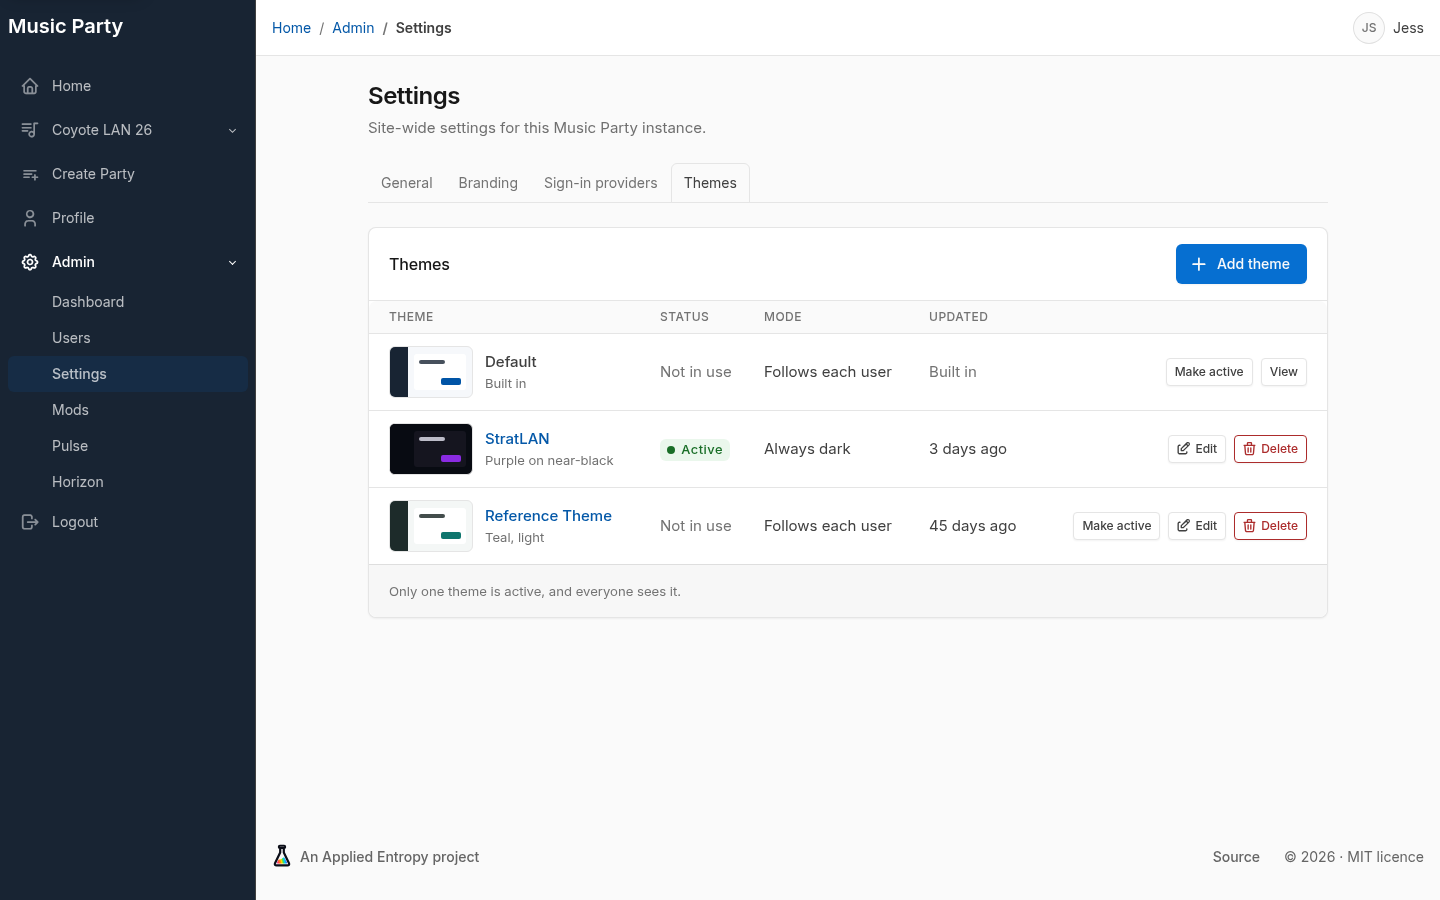 Music Party
Home
Coyote LAN 26
Create Party
Profile
Admin
Dashboard
Users
Settings
Mods
Pulse
Horizon
Logout
Home / Admin / Settings
JS Jess
Settings
Site-wide settings for this Music Party instance.
General Branding Sign-in providers Themes
Themes
Add theme
THEME STATUS MODE UPDATED
Default
Built in
Not in use Follows each user Built in Make active View
StratLAN
Purple on near-black
Active Always dark 3 days ago Edit Delete
Reference Theme
Teal, light
Not in use Follows each user 45 days ago Make active Edit Delete
Only one theme is active, and everyone sees it.
An Applied Entropy project
Source © 2026 · MIT licence